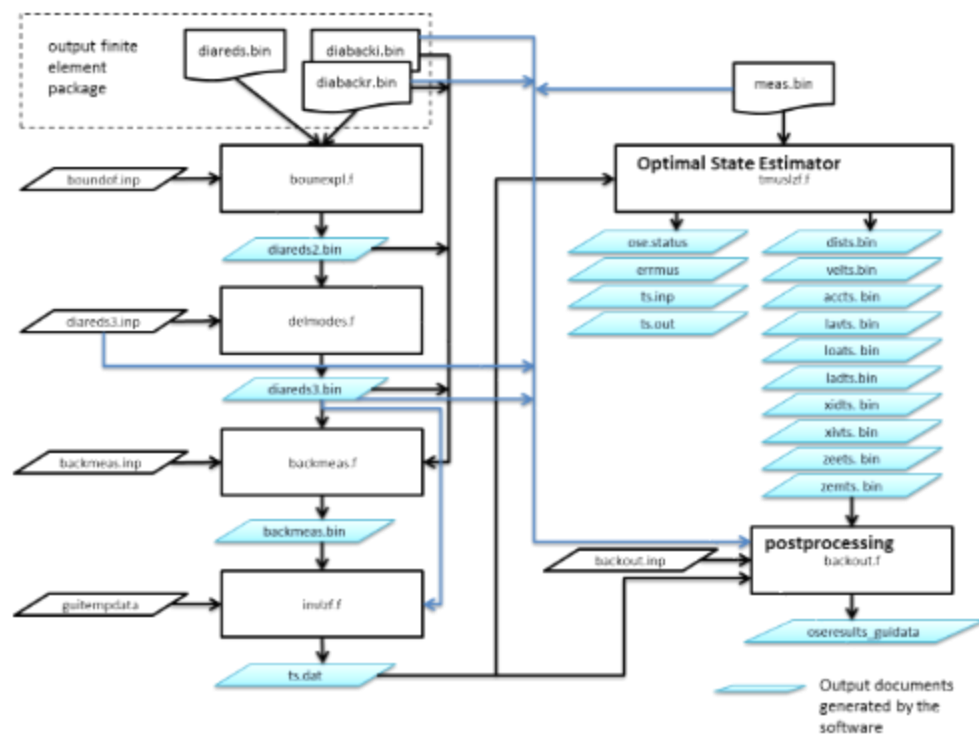 output finite
element
package
diareds.bin
diabacki.bin
diabackr.bin
meas.bin
boundof.inp
bounexpl.f
diareds2.bin
diareds3.inp
delmodes.f
diareds3.bin
backmeas.inp
backmeas.f
backmeas.bin
guitempdata
invlzf.f
ts.dat
Optimal State Estimator
tmuslzf.f
ose.status
errmus
ts.inp
ts.out
dists.bin
velts.bin
accts. bin
lavts. bin
loats. bin
ladts.bin
xidts. bin
xivts. bin
zeets. bin
zemts. bin
backout.inp
postprocessing
backout.f
oseresults_guidata
Output documents
generated by the
software